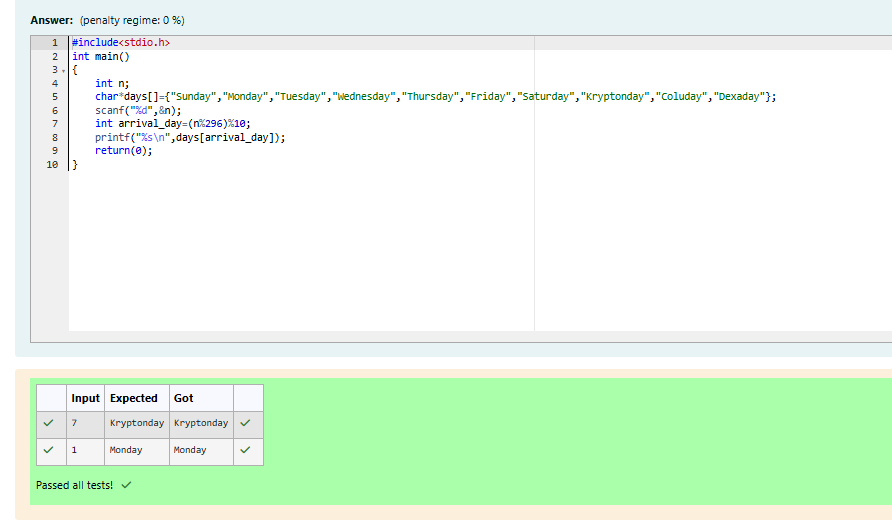 Answer: (penalty regime: 0 %)
1 #include<stdio.h>
2 int main()
3 {
4 int n;
5 char*days[]={"Sunday","Monday","Tuesday","Wednesday","Thursday","Friday","Saturday","Kryptonday","Coluday","Dexaday"};
6 scanf("%d",&n);
7 int arrival_day=(n%296)%10;
8 printf("%s\n",days[arrival_day]);
9 return(0);
10 }
Input Expected Got
7 Kryptonday Kryptonday
1 Monday Monday
Passed all tests!